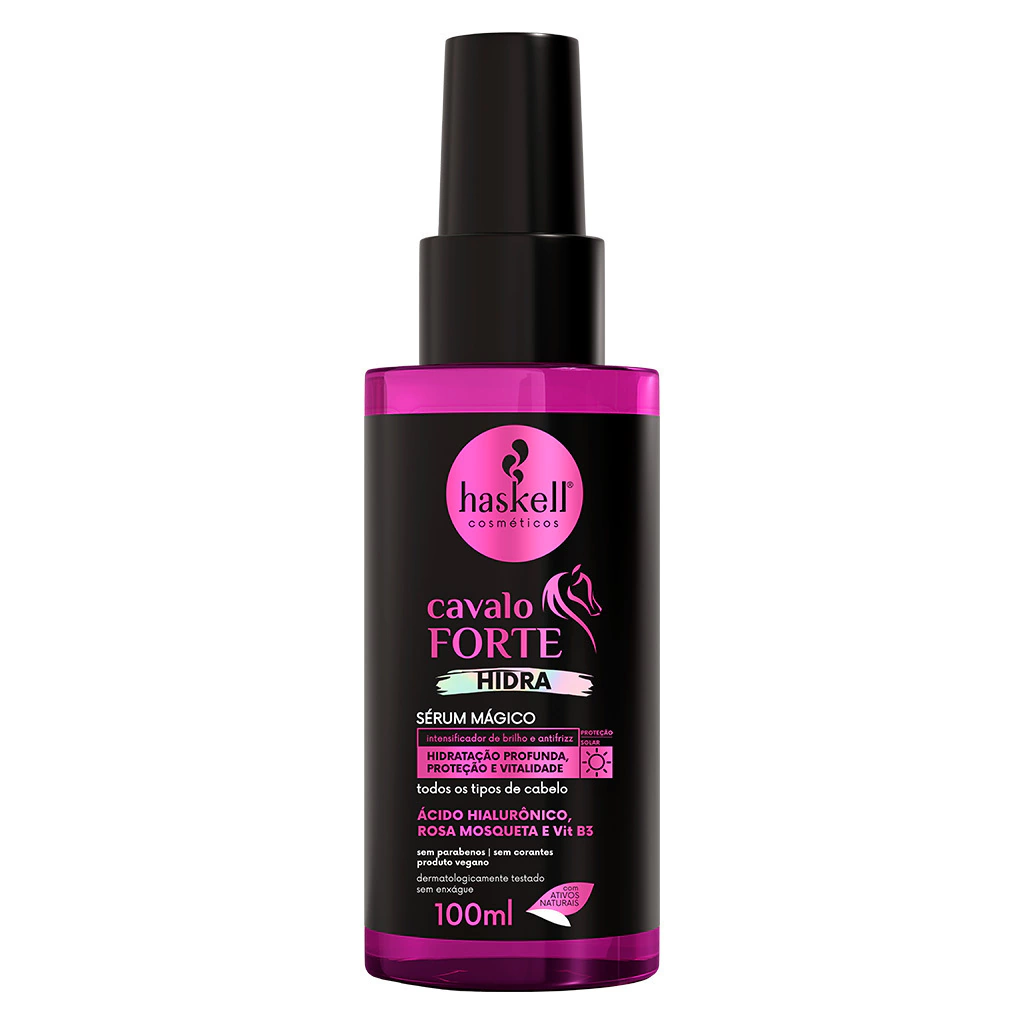 haskell®
cosméticos
cavalo
FORTE
HIDRA
SÉRUM MÁGICO
intensificador de brilho e antifrizz
PROTEÇÃO
SOLAR
HIDRATAÇÃO PROFUNDA,
PROTEÇÃO E VITALIDADE
todos os tipos de cabelo
ÁCIDO HIALURÔNICO,
ROSA MOSQUETA E Vit B3
sem parabenos | sem corantes
produto vegano
dermatologicamente testado
sem enxágue
100ml
com
ATIVOS
NATURAIS